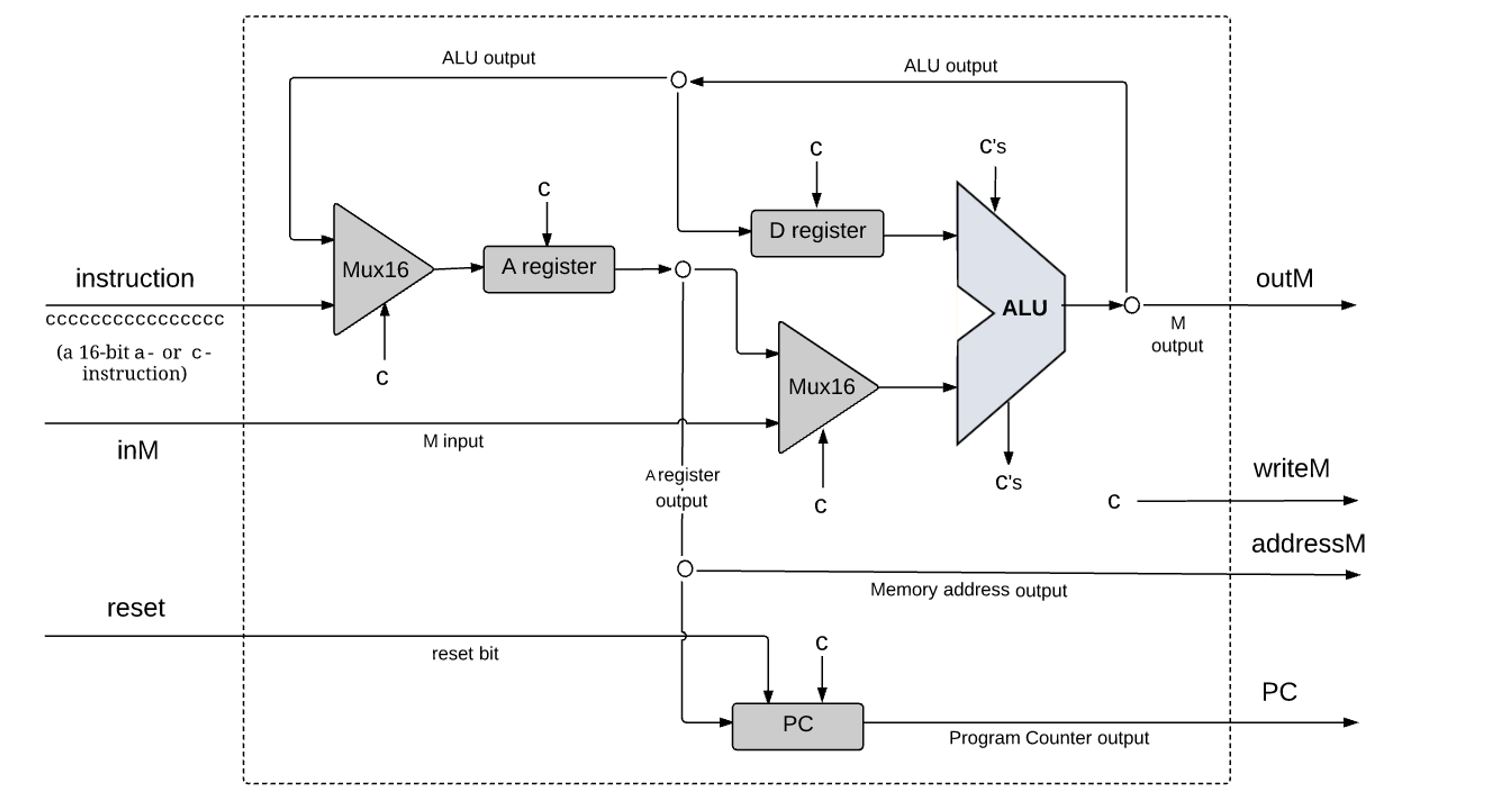 ALU output
ALU output
c
c's
c
D register
instruction
Mux16
A register
outM
cccccccccccccccc
ALU
M
output
(a 16-bit a- or c-
instruction)
c
Mux16
inM
M input
A register
output
c
c's
writeM
c
addressM
Memory address output
reset
reset bit
c
PC
PC
Program Counter output